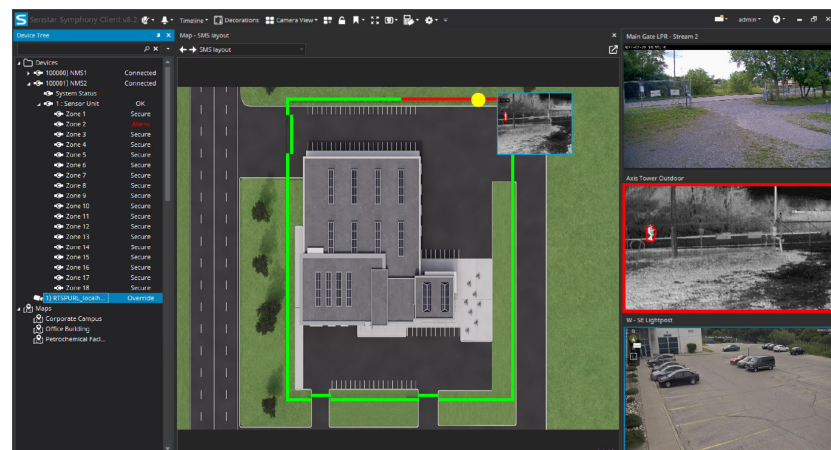 Senstar Symphony Client v8.2
Timeline
Decorations
Camera View
admin
Device Tree
Map - SMS layout
SMS layout
Devices
100000] NMS1 Connected
100001] NMS2 Connected
System Status
1 : Sensor Unit OK
Zone 1 Secure
Zone 2 Alarm
Zone 3 Secure
Zone 4 Secure
Zone 5 Secure
Zone 6 Secure
Zone 7 Secure
Zone 8 Secure
Zone 9 Secure
Zone 10 Secure
Zone 11 Secure
Zone 12 Secure
Zone 13 Secure
Zone 14 Secure
Zone 15 Secure
Zone 16 Secure
Zone 17 Secure
Zone 18 Secure
1) RTSPURL_localh... Override
Maps
Corporate Campus
Office Building
Petrochemical Faci...
Main Gate LPR - Stream 2
Axis Tower Outdoor
W - SE Lightpost